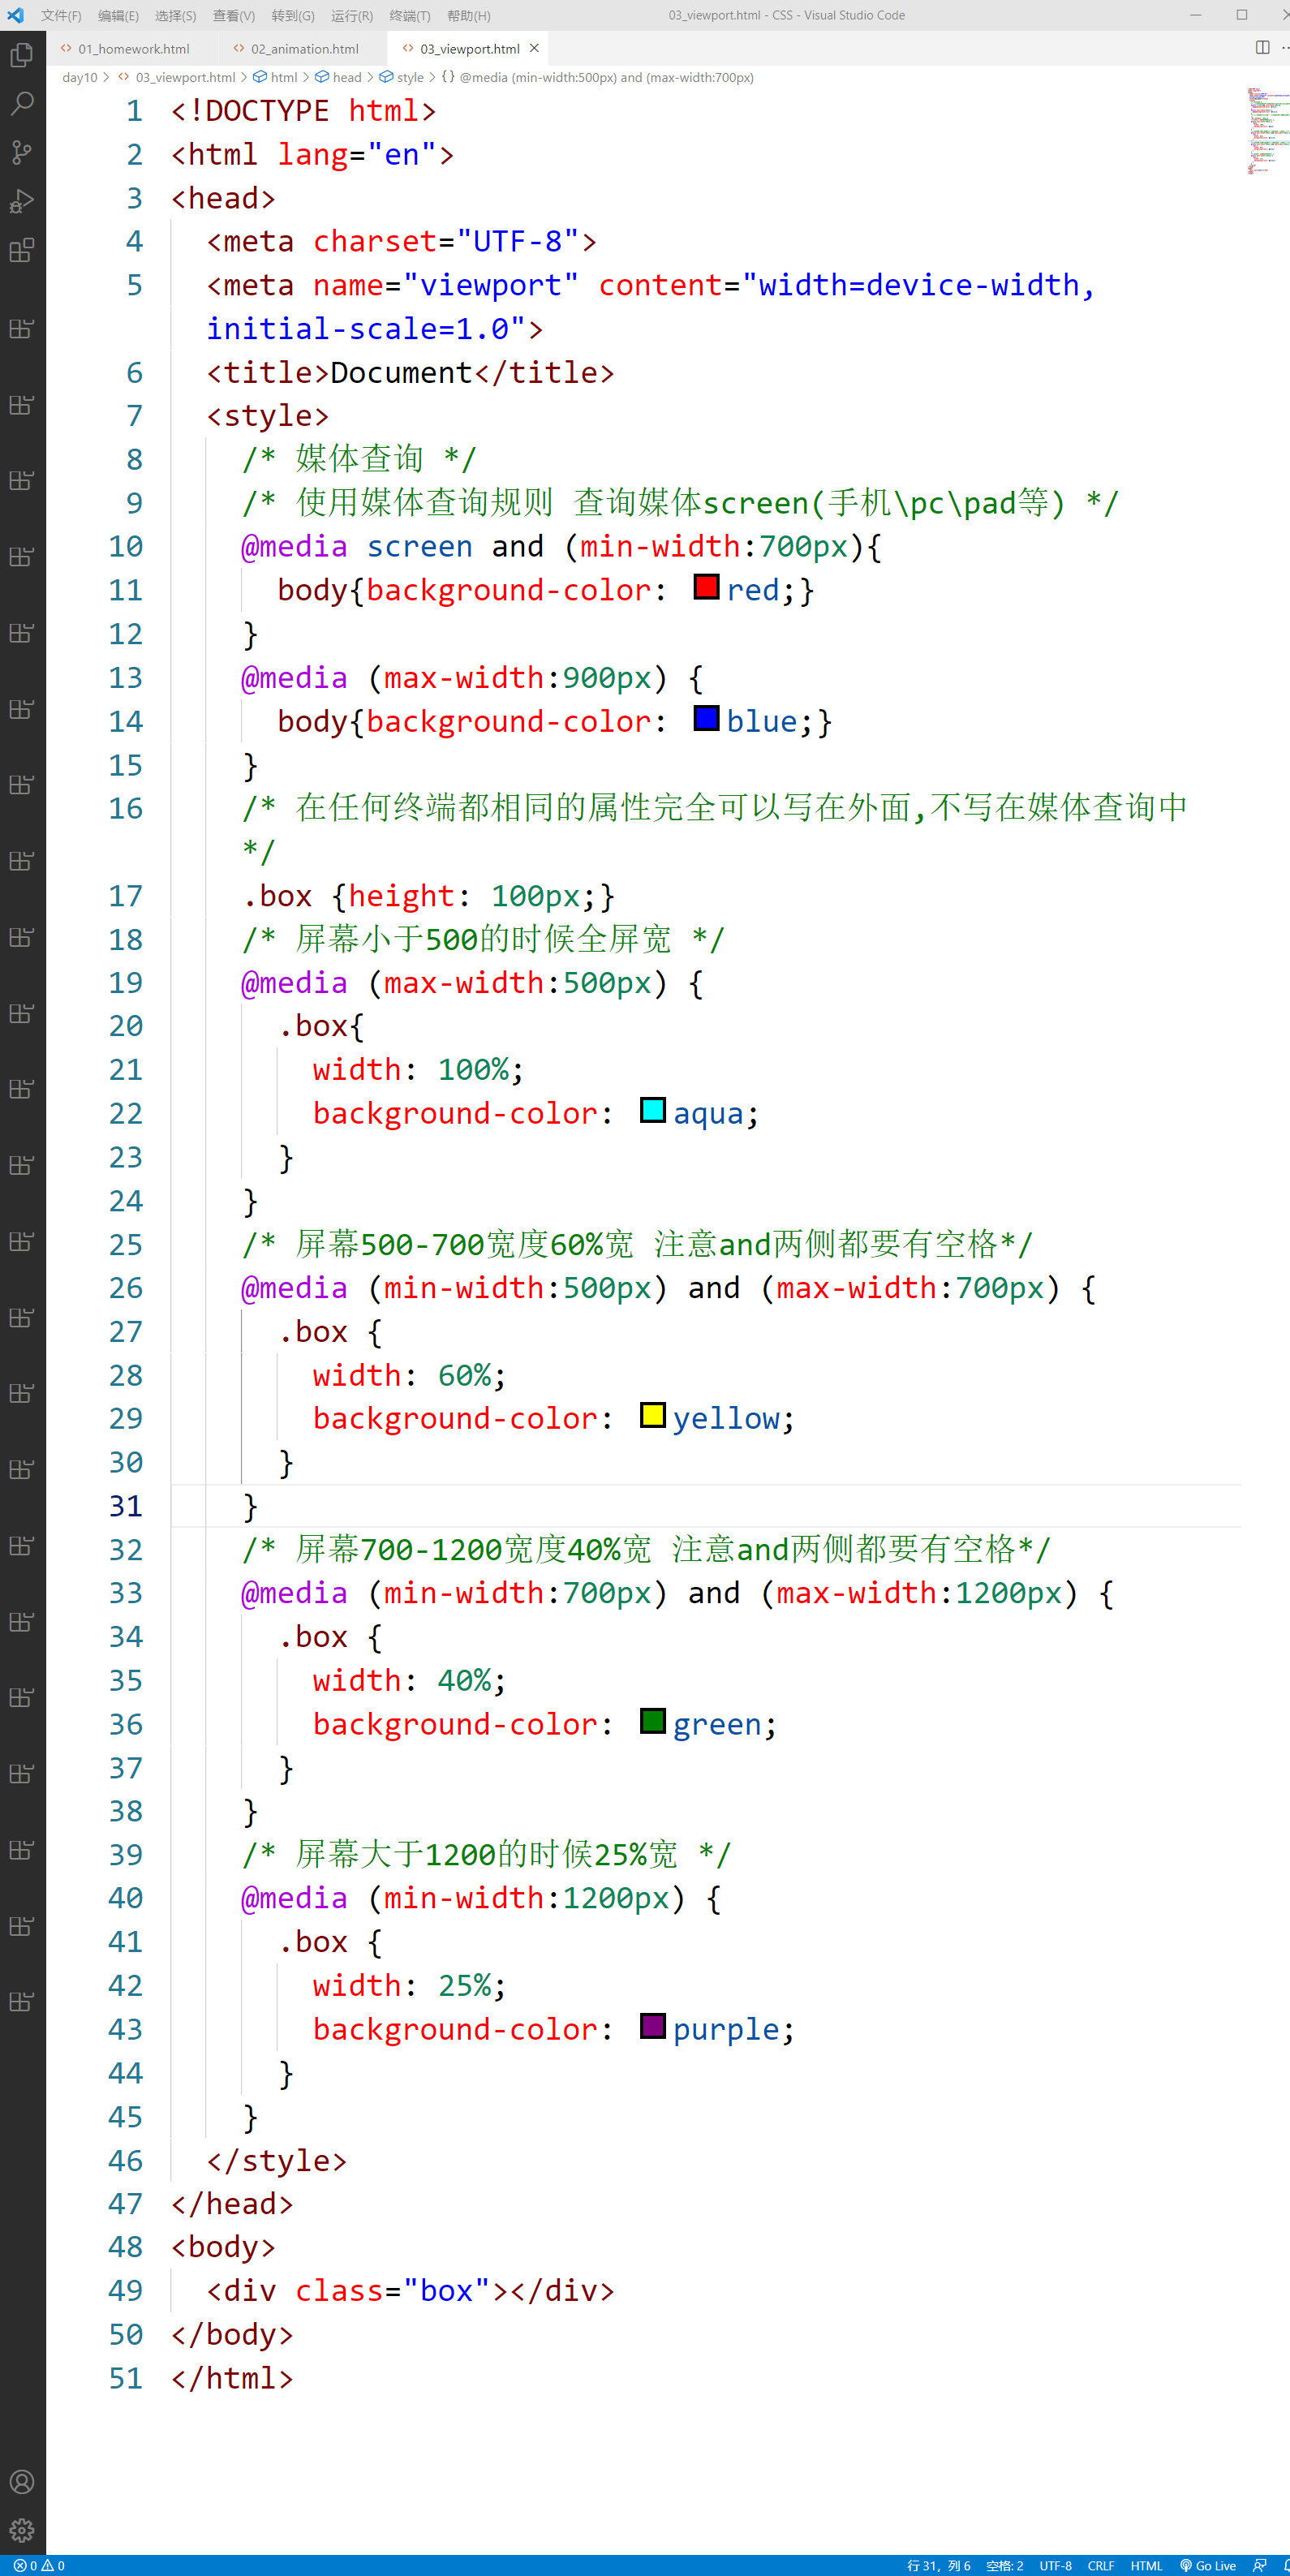 文件(F) 编辑(E) 选择(S) 查看(V) 转到(G) 运行(R) 终端(T) 帮助(H) 03_viewport.html - CSS - Visual Studio Code
01_homework.html 02_animation.html 03_viewport.html
day10 > 03_viewport.html > html > head > style > {} @media (min-width:500px) and (max-width:700px)
1 <!DOCTYPE html>
2 <html lang="en">
3 <head>
4 <meta charset="UTF-8">
5 <meta name="viewport" content="width=device-width,
initial-scale=1.0">
6 <title>Document</title>
7 <style>
8 /* 媒体查询 */
9 /* 使用媒体查询规则 查询媒体screen(手机\pc\pad等) */
10 @media screen and (min-width:700px){
11 body{background-color: red;}
12 }
13 @media (max-width:900px) {
14 body{background-color: blue;}
15 }
16 /* 在任何终端都相同的属性完全可以写在外面,不写在媒体查询中
*/
17 .box {height: 100px;}
18 /* 屏幕小于500的时候全屏宽 */
19 @media (max-width:500px) {
20 .box{
21 width: 100%;
22 background-color: aqua;
23 }
24 }
25 /* 屏幕500-700宽度60%宽 注意and两侧都要有空格*/
26 @media (min-width:500px) and (max-width:700px) {
27 .box {
28 width: 60%;
29 background-color: yellow;
30 }
31 }
32 /* 屏幕700-1200宽度40%宽 注意and两侧都要有空格*/
33 @media (min-width:700px) and (max-width:1200px) {
34 .box {
35 width: 40%;
36 background-color: green;
37 }
38 }
39 /* 屏幕大于1200的时候25%宽 */
40 @media (min-width:1200px) {
41 .box {
42 width: 25%;
43 background-color: purple;
44 }
45 }
46 </style>
47 </head>
48 <body>
49 <div class="box"></div>
50 </body>
51 </html>
0 0 行 31，列 6 空格: 2 UTF-8 CRLF HTML Go Live